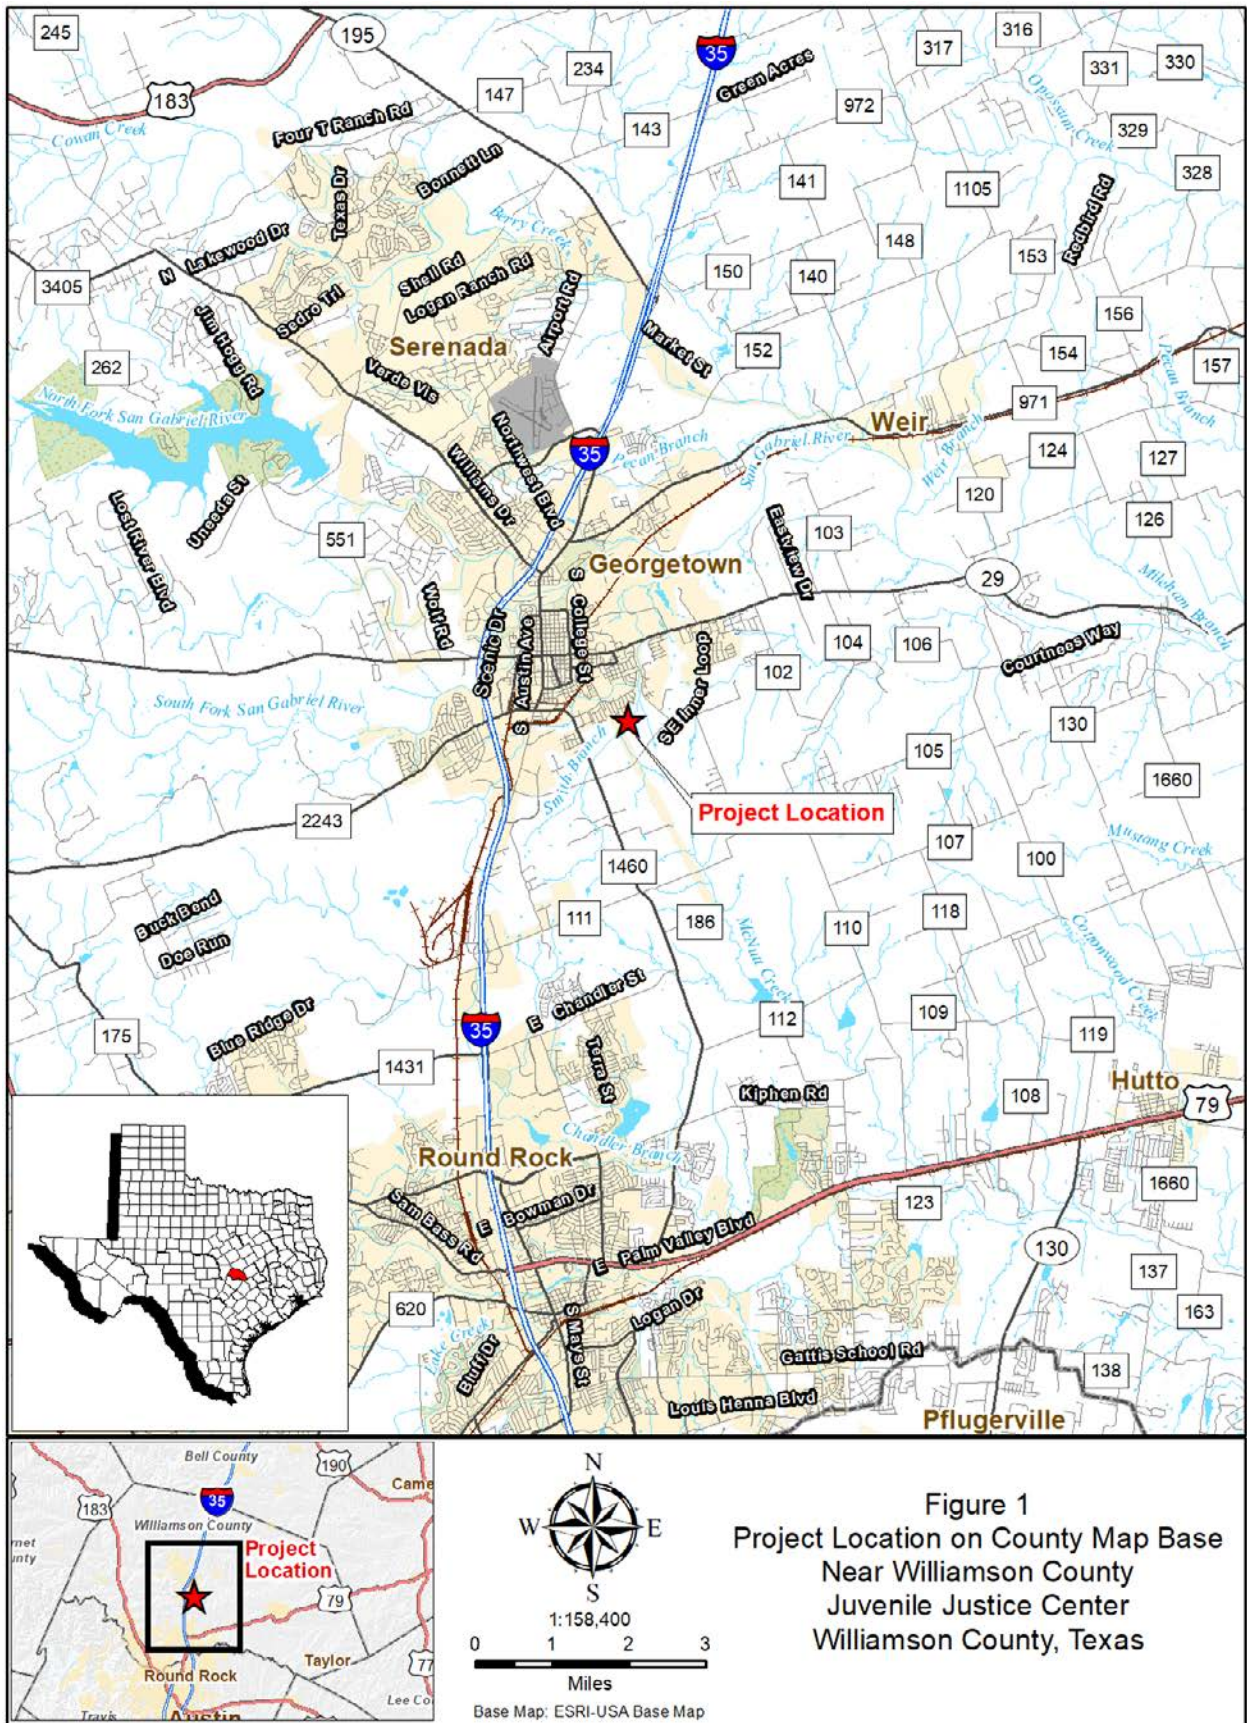 245
195
35
316
317
331
330
234
Green Acres
183
147
972
Opossum Creek
Four T Ranch Rd
143
329
Cowan Creek
Bonnett Ln
141
328
Texas Dr
1105
Redbird Rd
Berry Creek
N Lakewood Dr
148
153
Shell Rd
150
140
3405
Logan Ranch Rd
Airport Rd
Sedro Trl
Jim Hogg Rd
156
Market St
Serenada
152
154
157
262
Verde Vis
Pecan Branch
North Fork San Gabriel River
971
Weir
Northwest Blvd
35
Pecan Branch
San Gabriel River
Weir Branch
124
127
Williams Dr
120
Lost River Blvd
Uneeda St
126
551
Eastview Dr
103
Georgetown
29
Mileham Branch
S College St
Wolf Rd
Scenic Dr
S Austin Ave
104
106
Courtnees Way
SE Inner Loop
102
South Fork San Gabriel River
130
Smith Branch
105
1660
Project Location
2243
107
Mustang Creek
100
1460
Buck Bend
111
186
118
110
McNutt Creek
Cottonwood Creek
Doe Run
E Chandler St
Blue Ridge Dr
175
35
112
109
119
1431
Terra St
Hutto
Kiphen Rd
108
79
Chandler Branch
Round Rock
1660
Sam Bass Rd
E Bowman Dr
123
E Palm Valley Blvd
130
137
620
S Mays St
Logan Dr
163
Lake Creek
Bluff Dr
Gattis School Rd
138
Louis Henna Blvd
Pflugerville
Bell County
190
Came
183
35
Williamson County
rnet
unty
Project
Location
79
Round Rock
Taylor
77
Lee Co
Travis
Austin
N
W E
S
1:158,400
0 1 2 3
Miles
Base Map: ESRI-USA Base Map
Figure 1
Project Location on County Map Base
Near Williamson County
Juvenile Justice Center
Williamson County, Texas